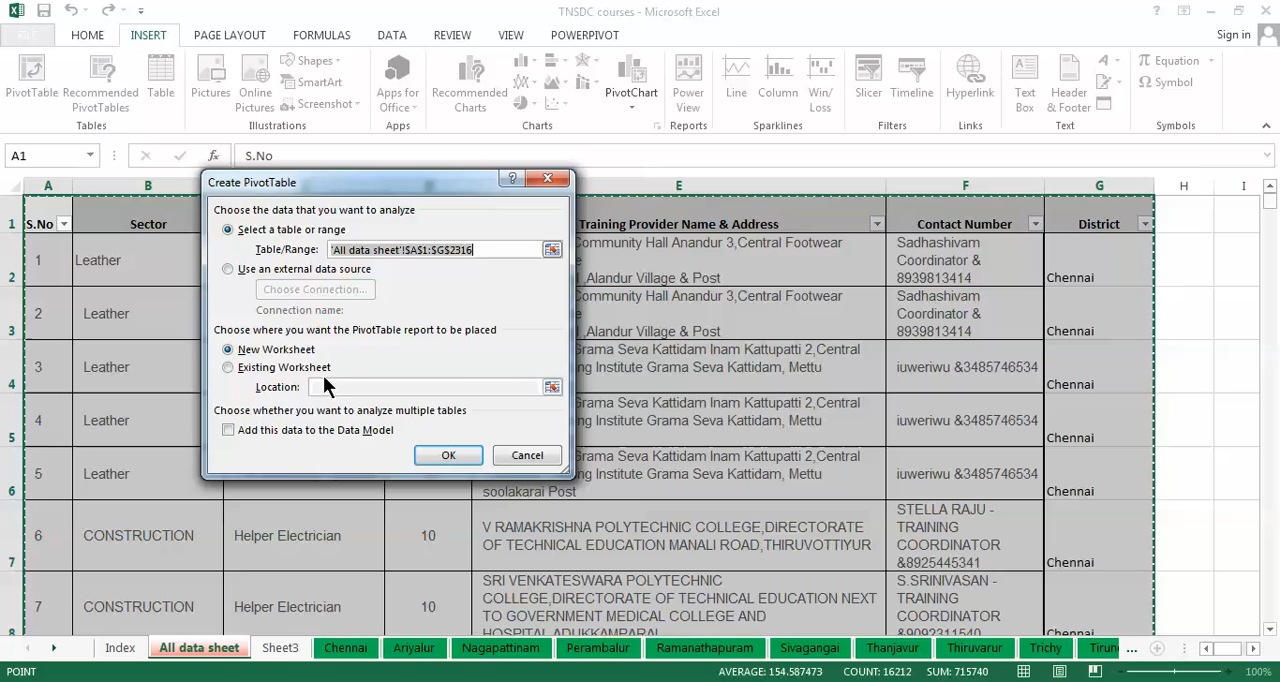 TNSDC courses - Microsoft Excel
Sign in
HOME INSERT PAGE LAYOUT FORMULAS DATA REVIEW VIEW POWERPIVOT
PivotTable
Recommended
PivotTables
Table
Tables
Pictures
Online
Pictures
Shapes
SmartArt
Screenshot
Illustrations
Apps for
Office
Apps
Recommended
Charts
PivotChart
Charts
Power
View
Reports
Line
Column
Win/
Loss
Sparklines
Slicer
Timeline
Filters
Hyperlink
Links
Text
Box
Header
& Footer
Text
Equation
Symbol
Symbols
A1
fx
S.No
A B E F G H I
1 S.No Sector Training Provider Name & Address Contact Number District
Create PivotTable
Choose the data that you want to analyze
Select a table or range
Table/Range: 'All data sheet'!$A$1:$G$2316
Use an external data source
Choose Connection...
Connection name:
Choose where you want the PivotTable report to be placed
New Worksheet
Existing Worksheet
Location:
Choose whether you want to analyze multiple tables
Add this data to the Data Model
OK Cancel
2
1
Leather
Community Hall Anandur 3,Central Footwear
e
,Alandur Village & Post
Sadhashivam
Coordinator &
8939813414
Chennai
3
2
Leather
Community Hall Anandur 3,Central Footwear
e
,Alandur Village & Post
Sadhashivam
Coordinator &
8939813414
Chennai
4
3
Leather
Grama Seva Kattidam Inam Kattupatti 2,Central
ng Institute Grama Seva Kattidam, Mettu
iuweriwu &3485746534
Chennai
5
4
Leather
Grama Seva Kattidam Inam Kattupatti 2,Central
ng Institute Grama Seva Kattidam, Mettu
iuweriwu &3485746534
Chennai
6
5
Leather
Grama Seva Kattidam Inam Kattupatti 2,Central
ng Institute Grama Seva Kattidam, Mettu
soolakarai Post
iuweriwu &3485746534
Chennai
7
6
CONSTRUCTION
Helper Electrician
10
V RAMAKRISHNA POLYTECHNIC COLLEGE,DIRECTORATE
OF TECHNICAL EDUCATION MANALI ROAD,THIRUVOTTIYUR
STELLA RAJU -
TRAINING
COORDINATOR
&8925445341
Chennai
8
7
CONSTRUCTION
Helper Electrician
10
SRI VENKATESWARA POLYTECHNIC
COLLEGE,DIRECTORATE OF TECHNICAL EDUCATION NEXT
TO GOVERNMENT MEDICAL COLLEGE AND
HOSPITAL,ADUKKAMPARAI
S.SRINIVASAN -
TRAINING
COORDINATOR
&9092311540
Chennai
Index All data sheet Sheet3 Chennai Ariyalur Nagapattinam Perambalur Ramanathapuram Sivagangai Thanjavur Thiruvarur Trichy Tirun ...
POINT AVERAGE: 154.587473 COUNT: 16212 SUM: 715740 100%